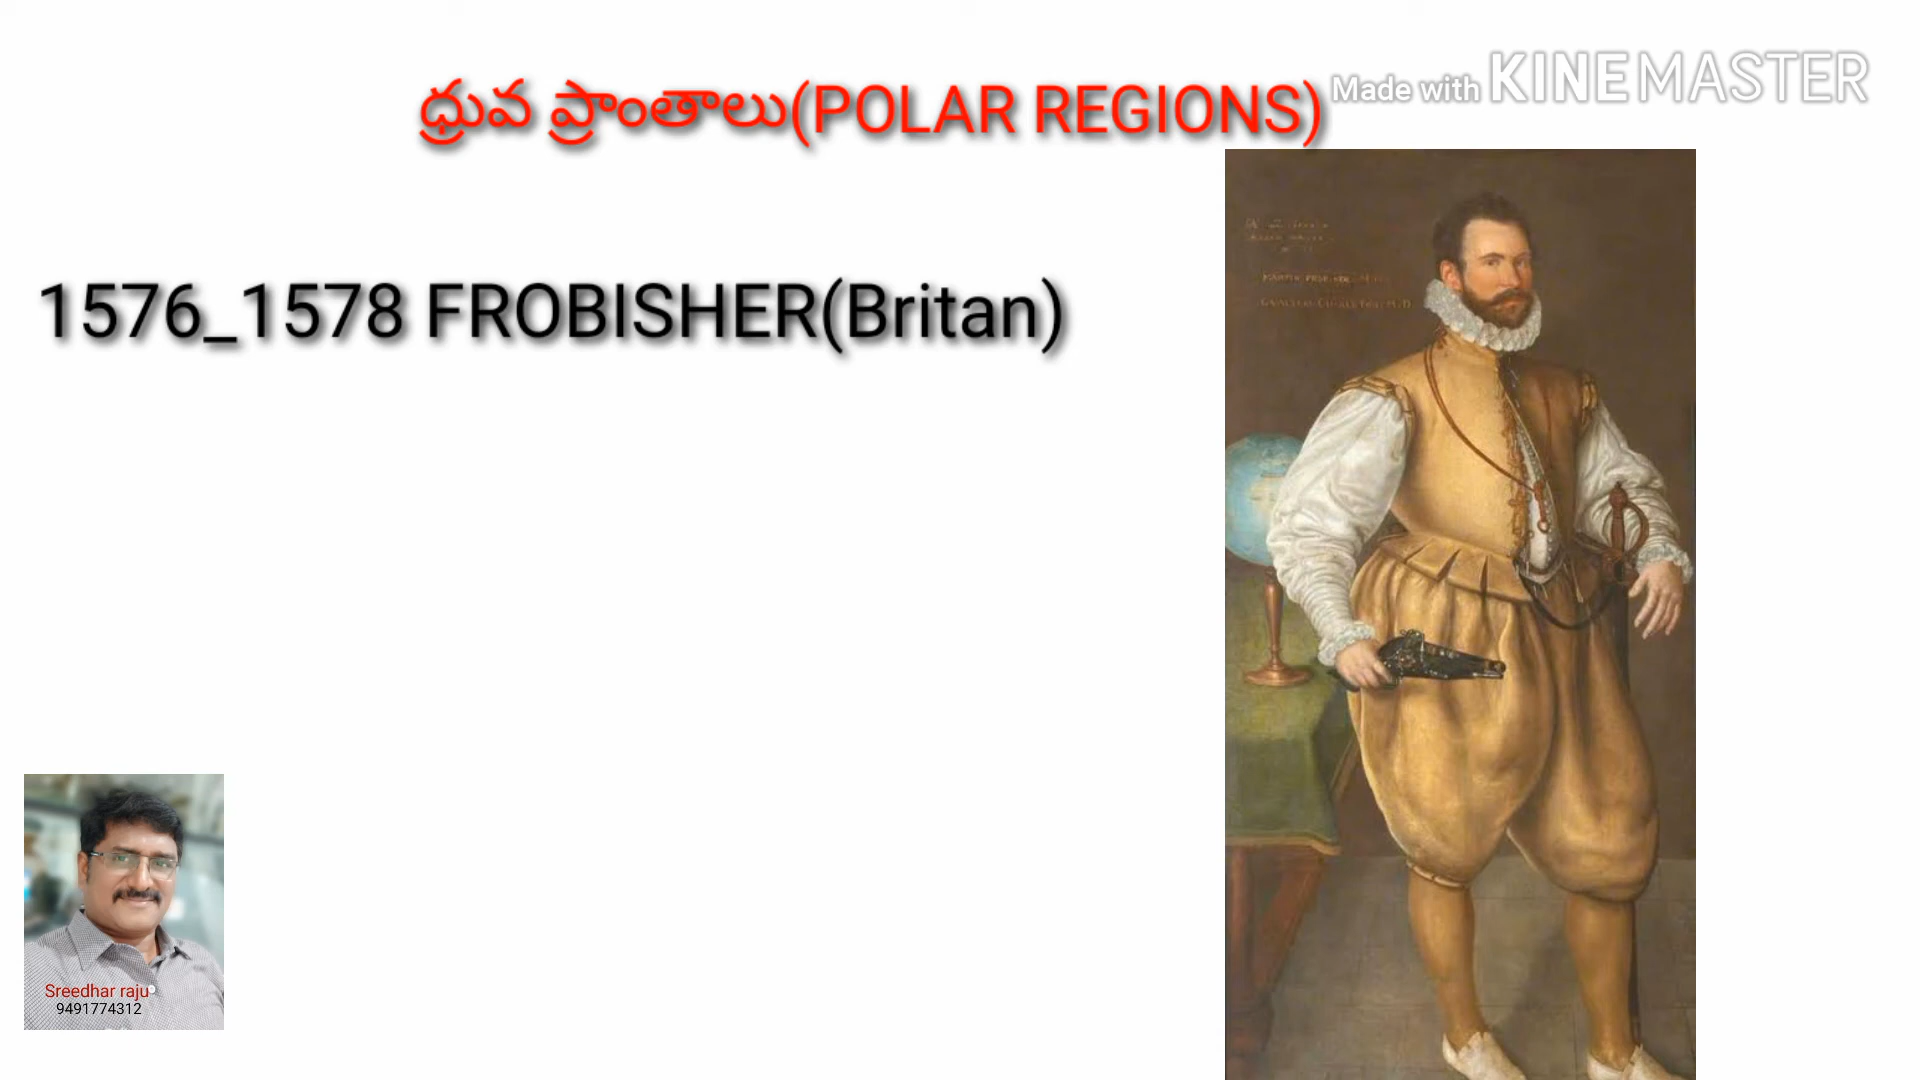 ధ్రువ ప్రాంతాలు(POLAR REGIONS)
Made with KINEMASTER
1576_1578 FROBISHER(Britan)
Sreedhar raju
9491774312